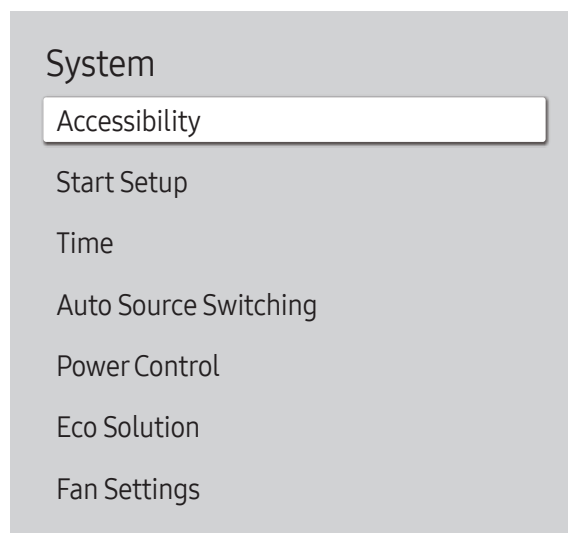 System
Accessibility
Start Setup
Time
Auto Source Switching
Power Control
Eco Solution
Fan Settings